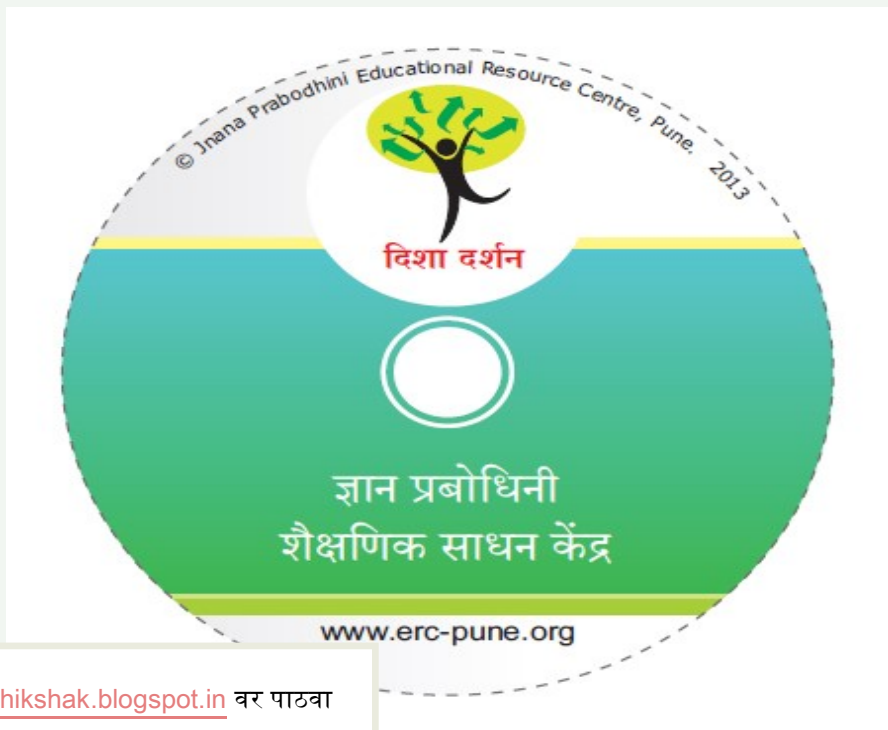 © Jnana Prabodhini Educational Resource Centre, Pune. 2013
दिशा दर्शन
ज्ञान प्रबोधिनी
शैक्षणिक साधन केंद्र
www.erc-pune.org
hikshak.blogspot.in वर पाठवा